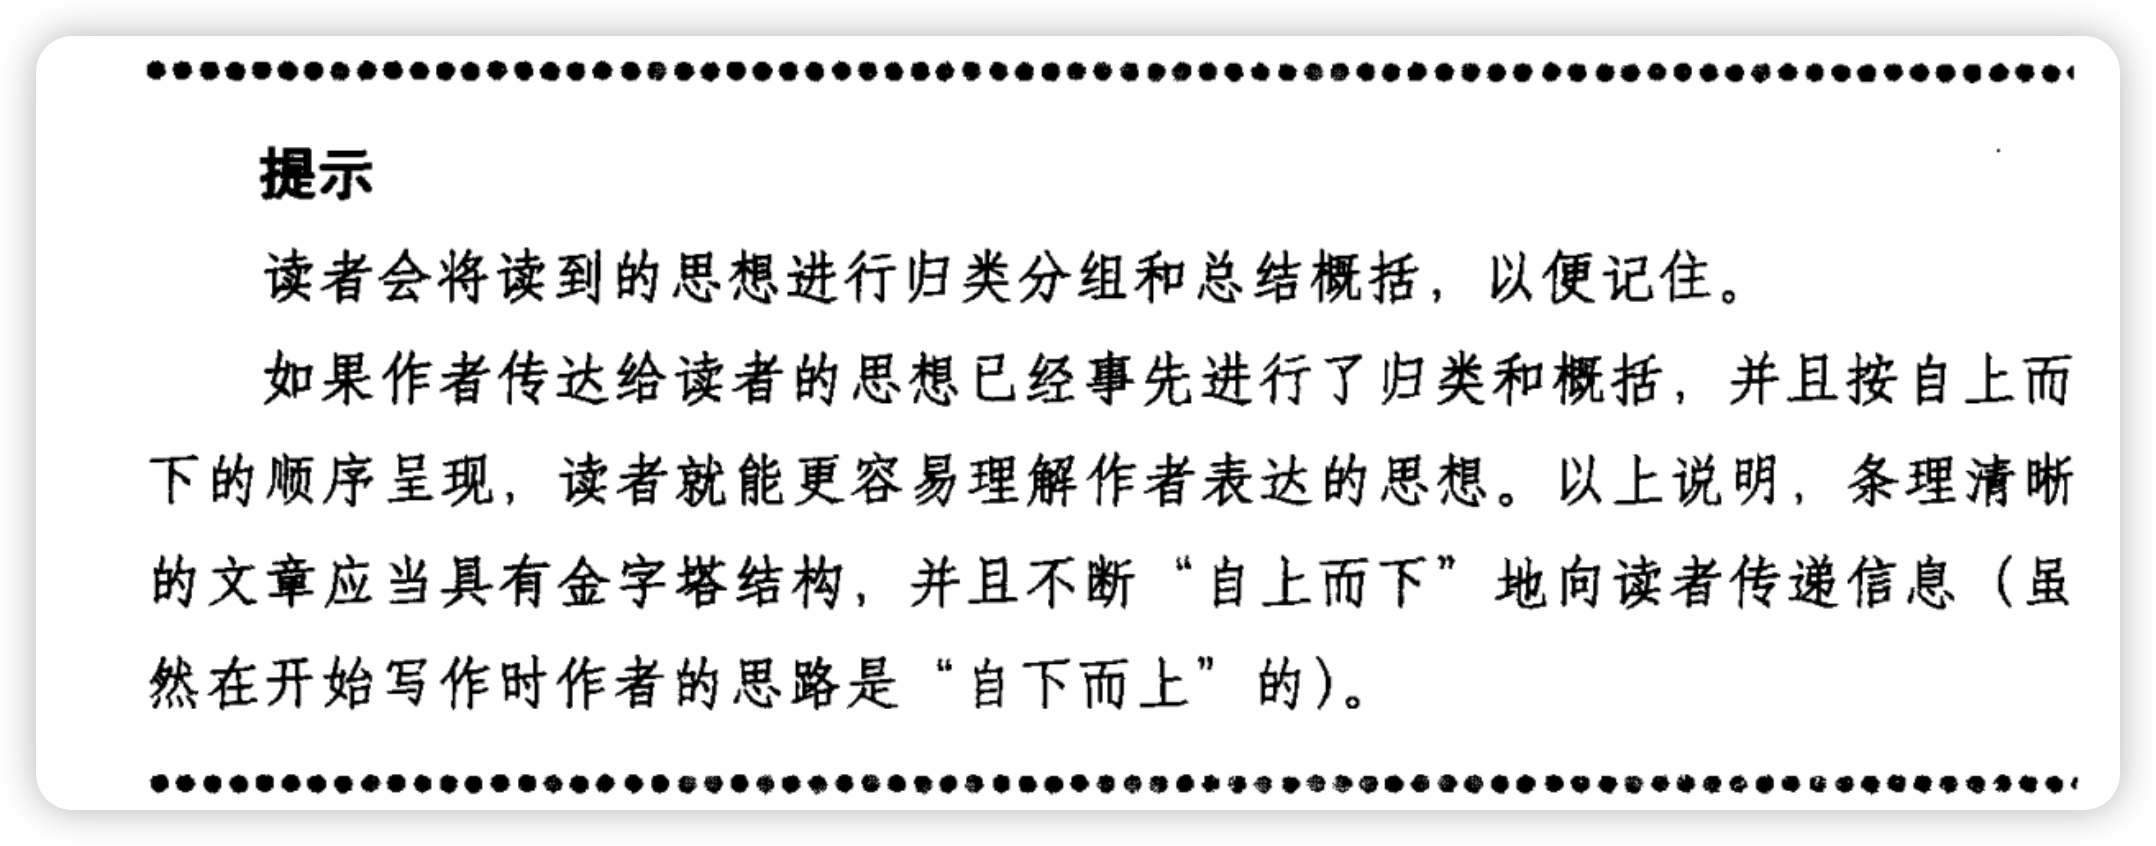 提示
读者会将读到的思想进行归类分组和总结概括，以便记住。
如果作者传达给读者的思想已经事先进行了归类和概括，并且按自上而
下的顺序呈现，读者就能更容易理解作者表达的思想。以上说明，条理清晰
的文章应当具有金字塔结构，并且不断“自上而下”地向读者传递信息（虽
然在开始写作时作者的思路是“自下而上”的）。